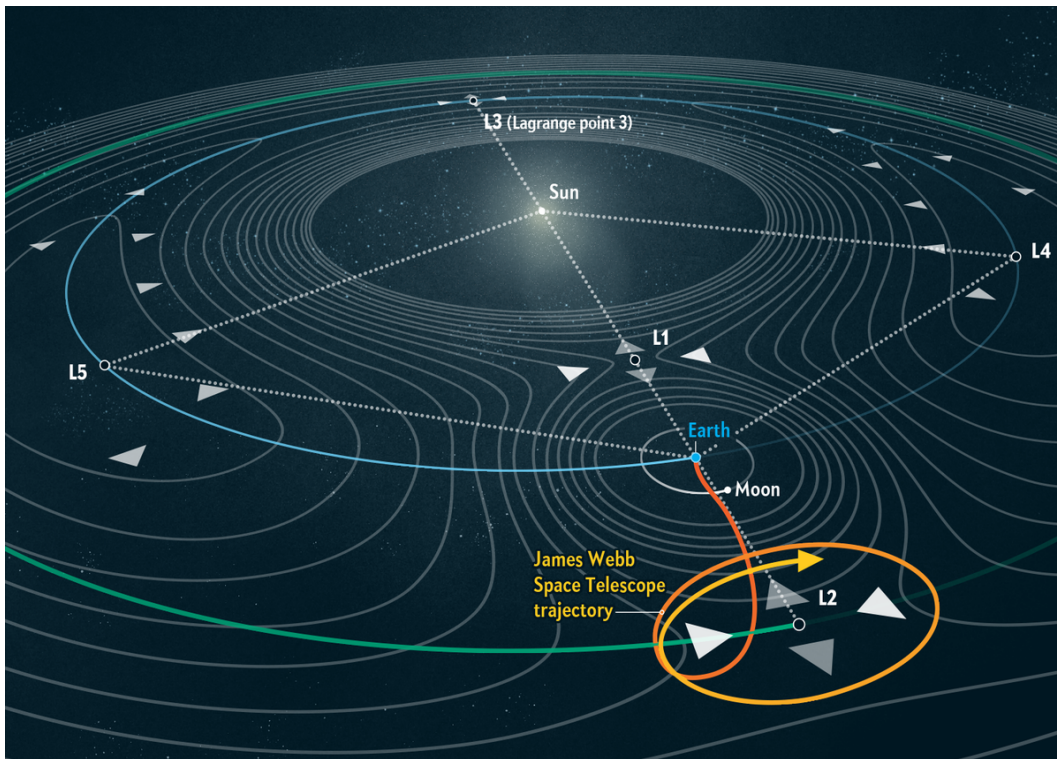 L3 (Lagrange point 3)
Sun
L4
L1
L5
Earth
Moon
James Webb
Space Telescope
trajectory
L2